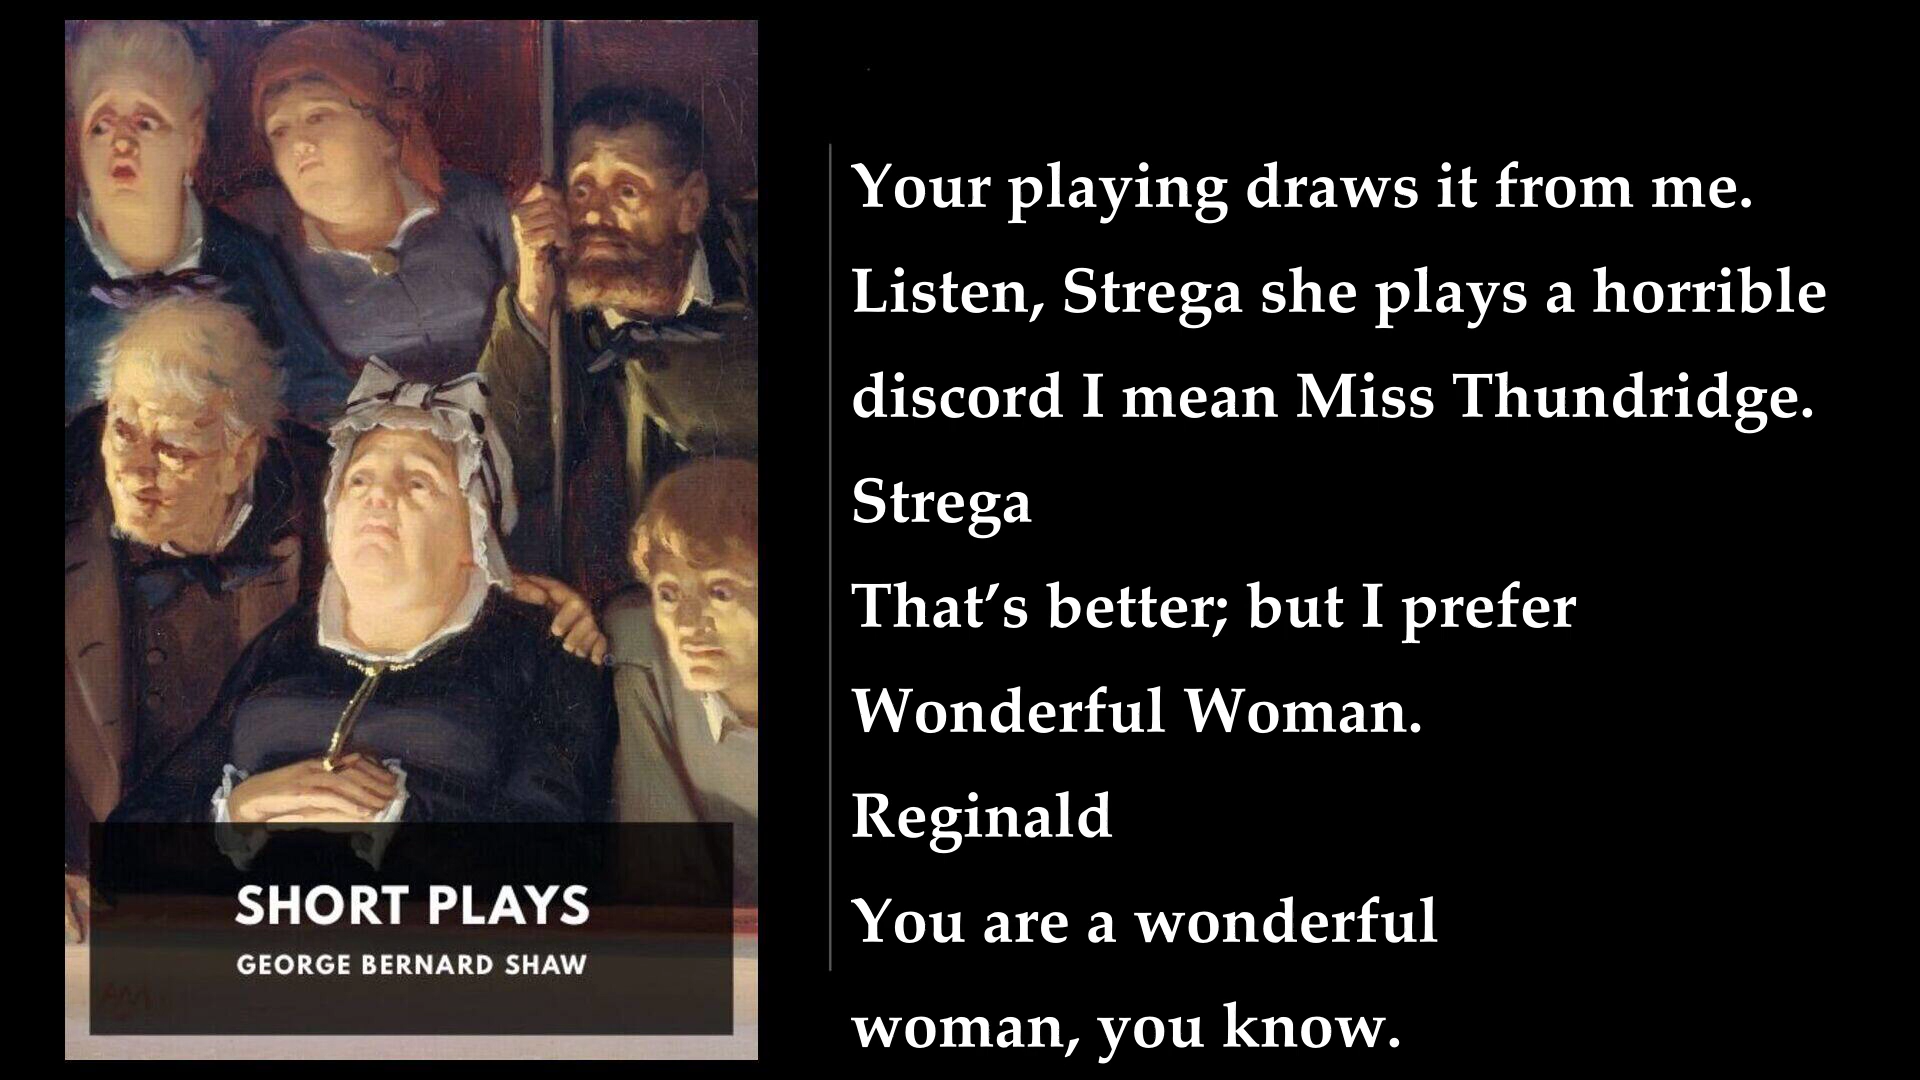 Your playing draws it from me.
Listen, Strega she plays a horrible
discord I mean Miss Thundridge.
Strega
That’s better; but I prefer
Wonderful Woman.
Reginald
You are a wonderful
woman, you know.
SHORT PLAYS
GEORGE BERNARD SHAW